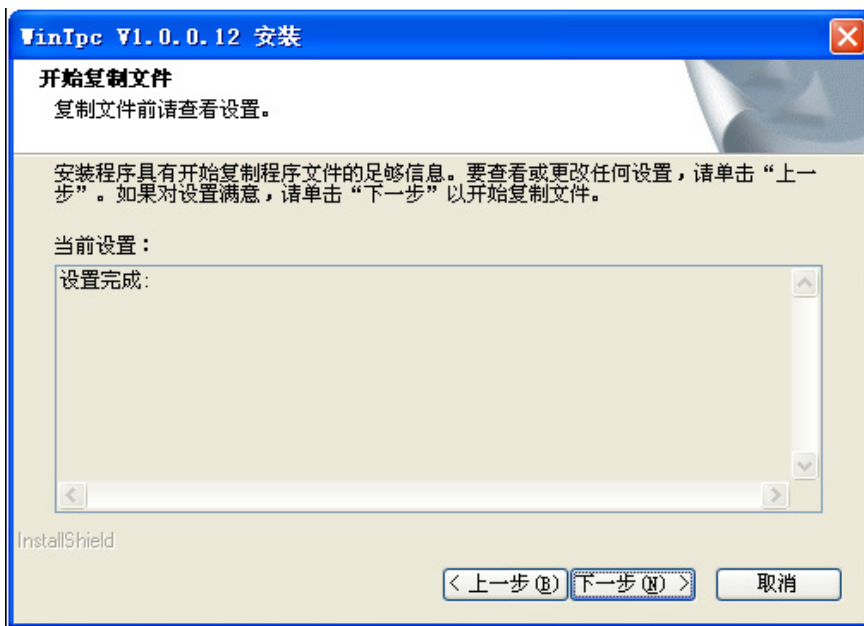 WinIpc V1.0.0.12 安装
开始复制文件
复制文件前请查看设置。
安装程序具有开始复制程序文件的足够信息。要查看或更改任何设置，请单击“上一
步”。如果对设置满意，请单击“下一步”以开始复制文件。
当前设置：
设置完成:
InstallShield
< 上一步(B) 下一步(N) > 取消